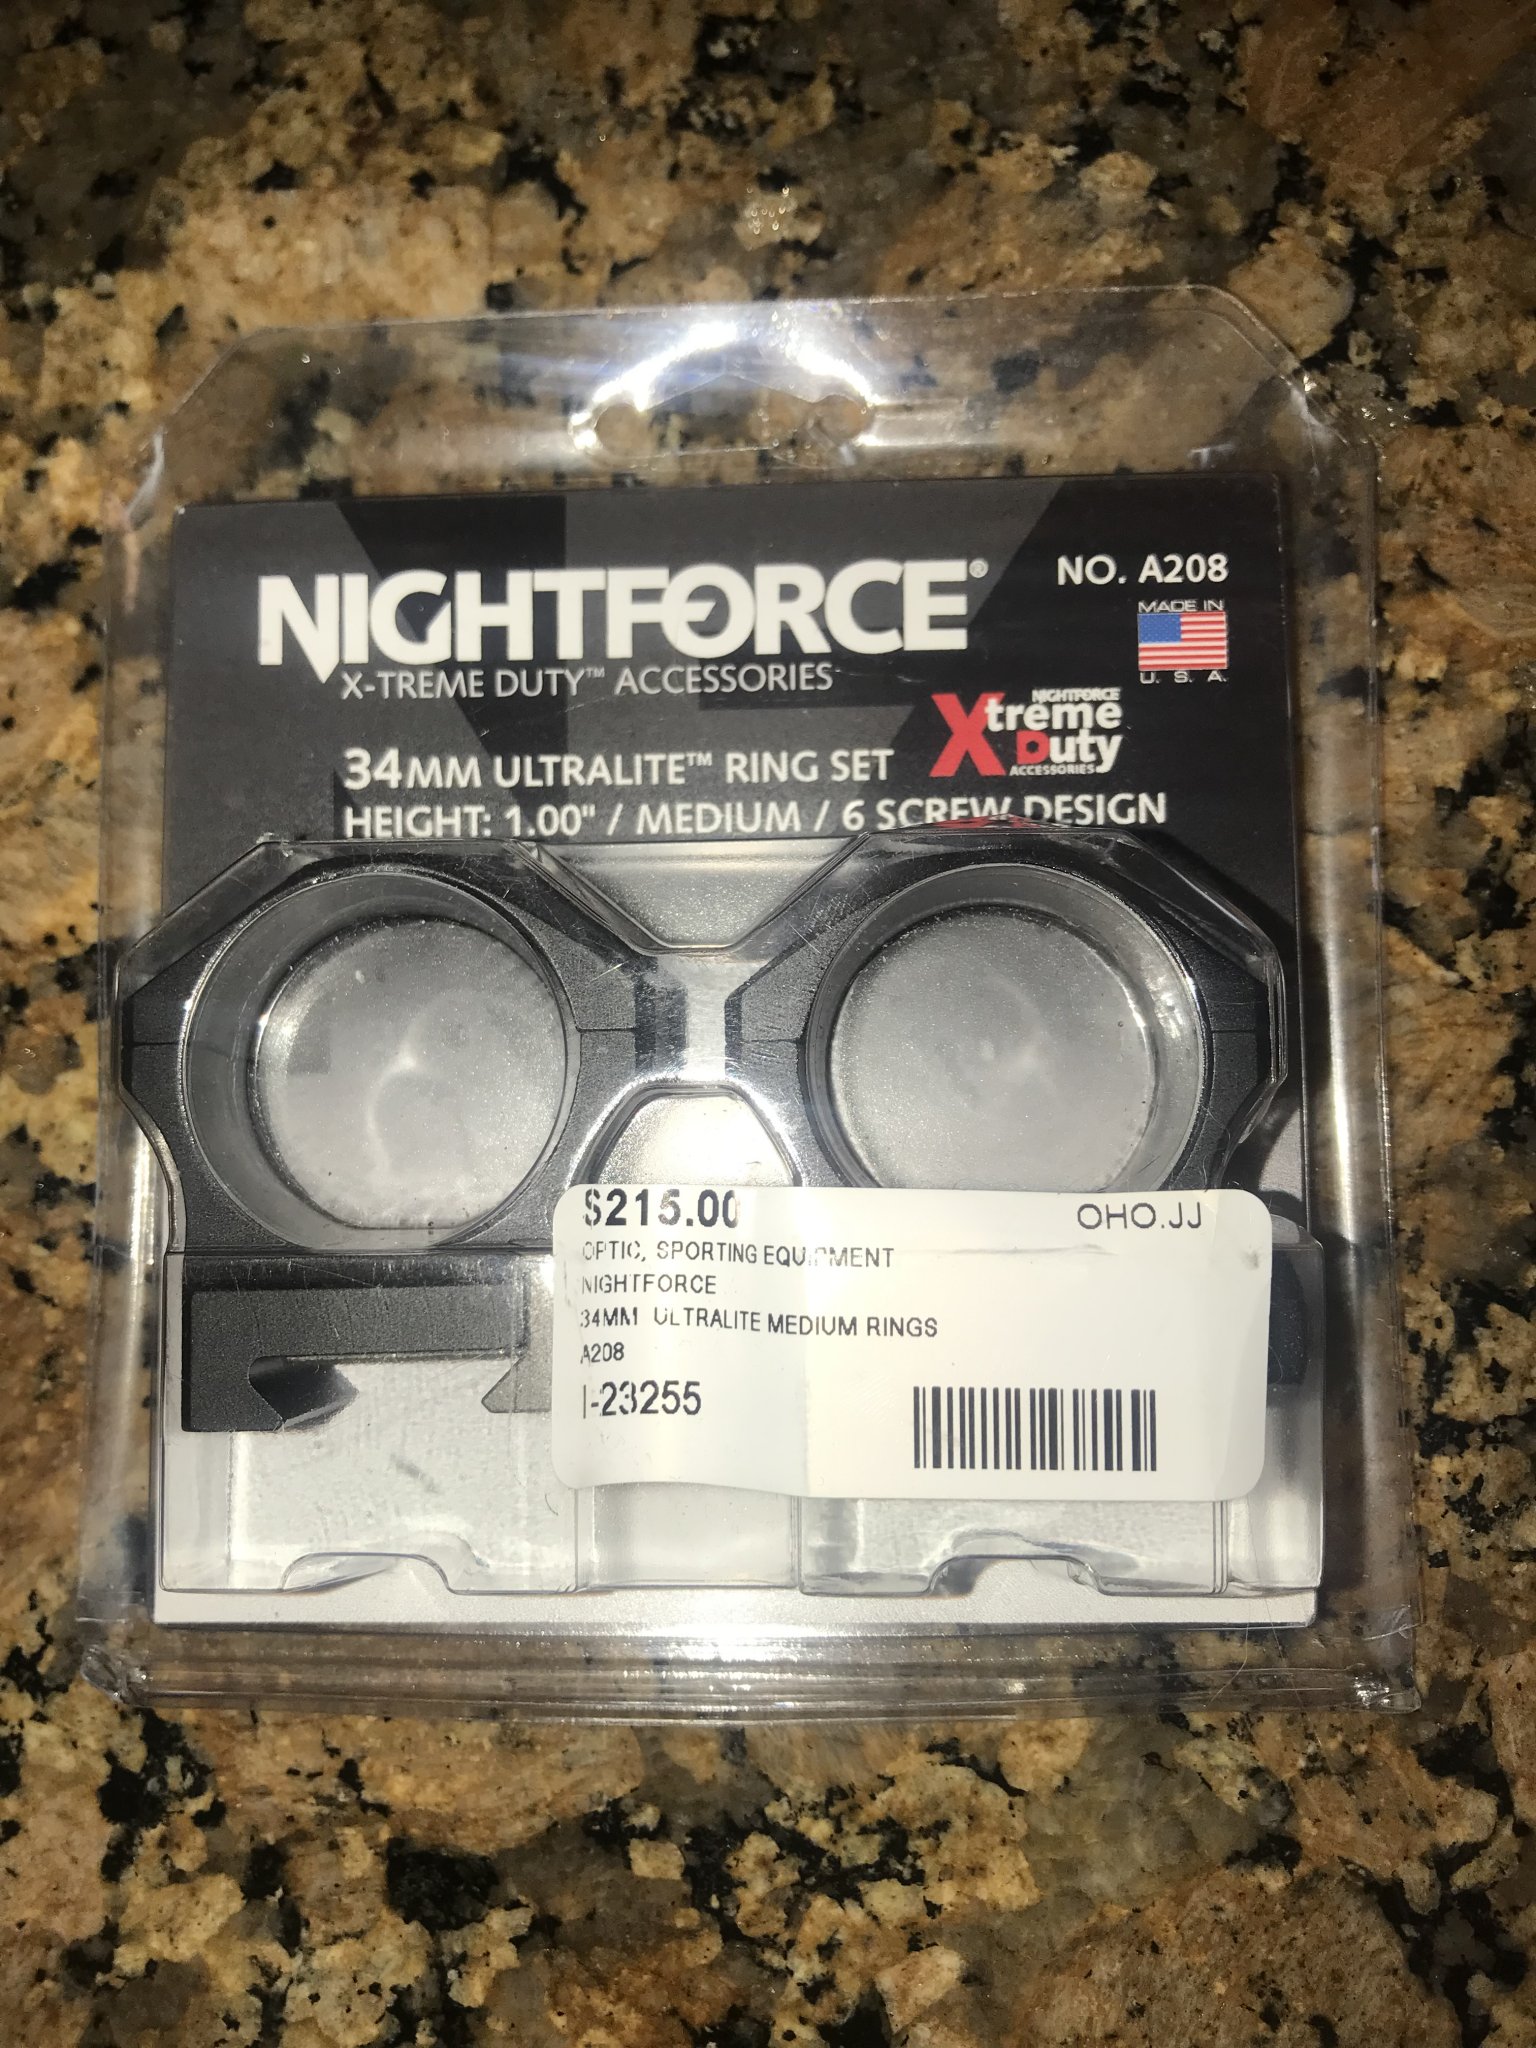 NIGHTFORCE®
NO. A208
MADE IN
U. S. A.
X-TREME DUTY™ ACCESSORIES
NIGHTFORCE
Xtreme
Duty
ACCESSORIES
34MM ULTRALITE™ RING SET
HEIGHT: 1.00" / MEDIUM / 6 SCREW DESIGN
$215.00
OHO.JJ
OPTIC, SPORTING EQUIPMENT
NIGHTFORCE
34MM ULTRALITE MEDIUM RINGS
A208
I-23255